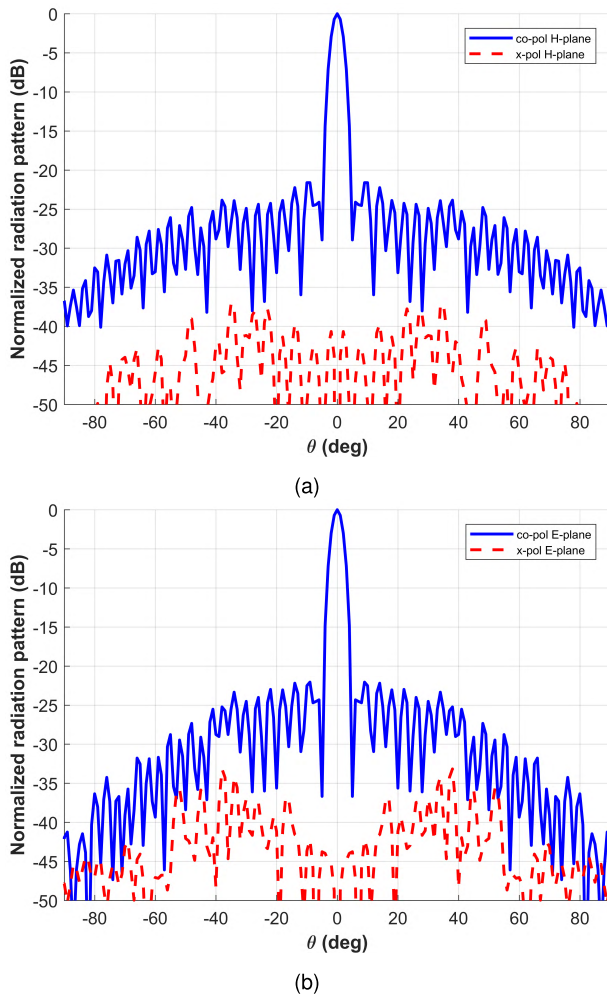 0
-5
-10
-15
-20
-25
-30
-35
-40
-45
-50
Normalized radiation pattern (dB)
co-pol H-plane
x-pol H-plane
-80 -60 -40 -20 0 20 40 60 80
θ (deg)
(a)
0
-5
-10
-15
-20
-25
-30
-35
-40
-45
-50
Normalized radiation pattern (dB)
co-pol E-plane
x-pol E-plane
-80 -60 -40 -20 0 20 40 60 80
θ (deg)
(b)